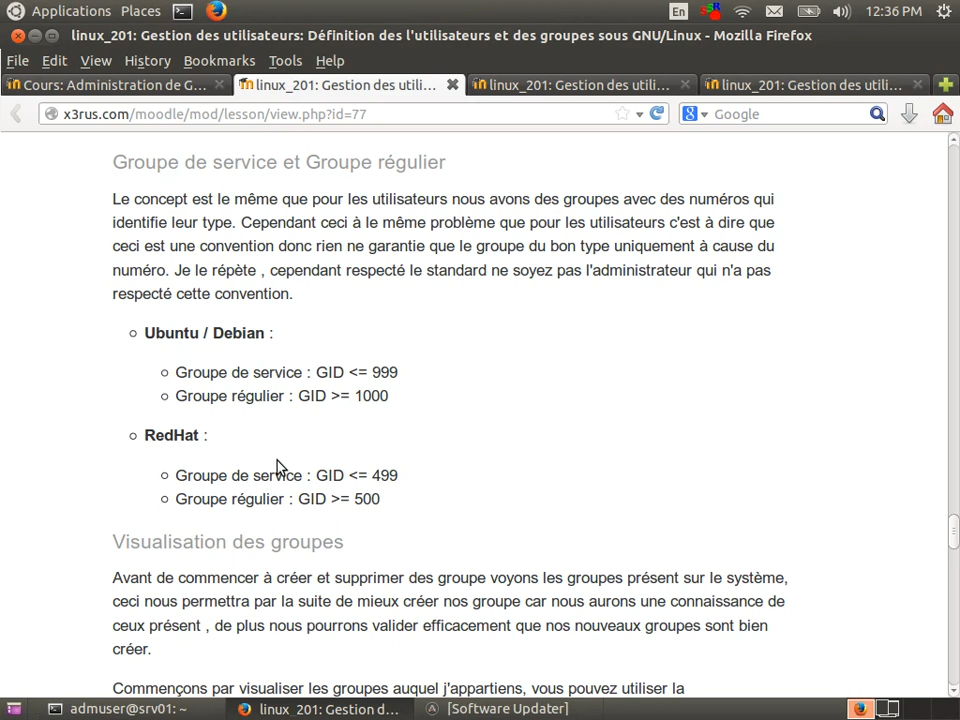 Applications Places En 12:36 PM
linux_201: Gestion des utilisateurs: Définition des l'utilisateurs et des groupes sous GNU/Linux - Mozilla Firefox
File Edit View History Bookmarks Tools Help
Cours: Administration de G... linux_201: Gestion des utili... linux_201: Gestion des utili... linux_201: Gestion des utili...
x3rus.com/moodle/mod/lesson/view.php?id=77 Google
Groupe de service et Groupe régulier
Le concept est le même que pour les utilisateurs nous avons des groupes avec des numéros qui
identifie leur type. Cependant ceci à le même problème que pour les utilisateurs c'est à dire que
ceci est une convention donc rien ne garantie que le groupe du bon type uniquement à cause du
numéro. Je le répète , cependant respecté le standard ne soyez pas l'administrateur qui n'a pas
respecté cette convention.
Ubuntu / Debian :
Groupe de service : GID <= 999
Groupe régulier : GID >= 1000
RedHat :
Groupe de service : GID <= 499
Groupe régulier : GID >= 500
Visualisation des groupes
Avant de commencer à créer et supprimer des groupe voyons les groupes présent sur le système,
ceci nous permettra par la suite de mieux créer nos groupe car nous aurons une connaissance de
ceux présent , de plus nous pourrons valider efficacement que nos nouveaux groupes sont bien
créer.
Commençons par visualiser les groupes auquel j'appartiens, vous pouvez utiliser la
admuser@srv01: ~ linux_201: Gestion d... [Software Updater]